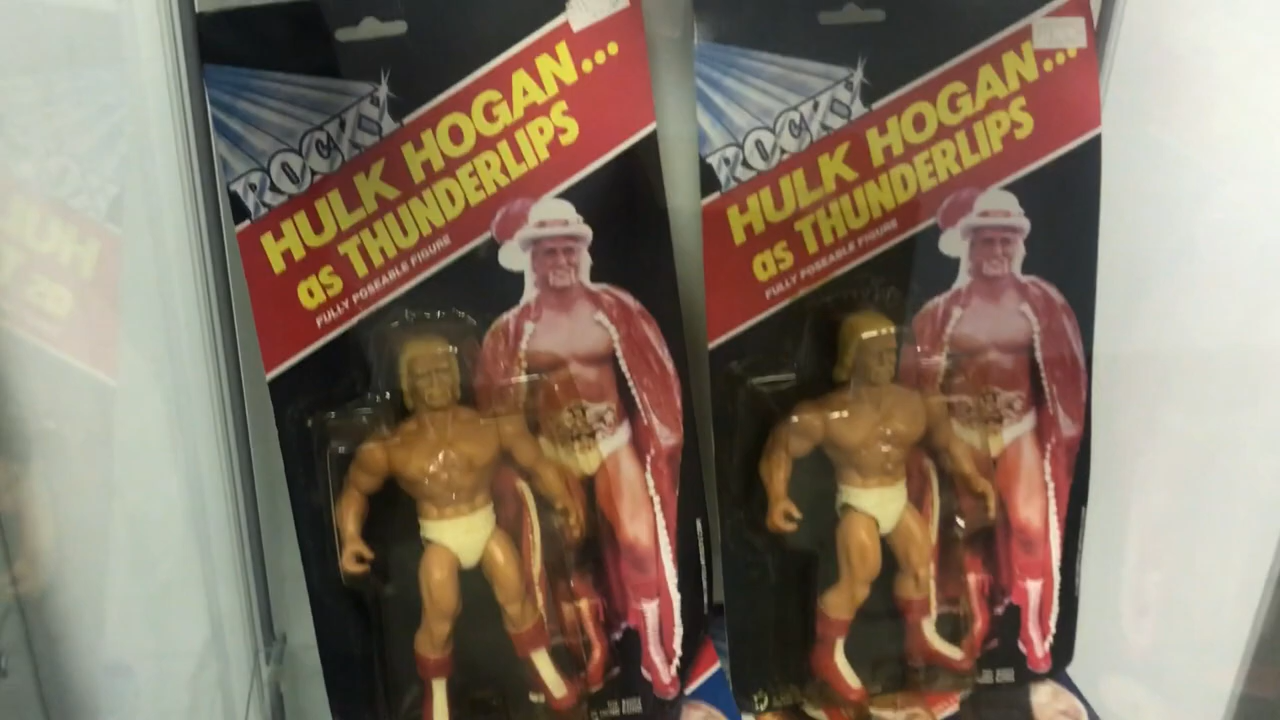 ROCKY
HULK HOGAN...
as THUNDERLIPS
FULLY POSEABLE FIGURE
ROCKY
HULK HOGAN...
as THUNDERLIPS
FULLY POSEABLE FIGURE